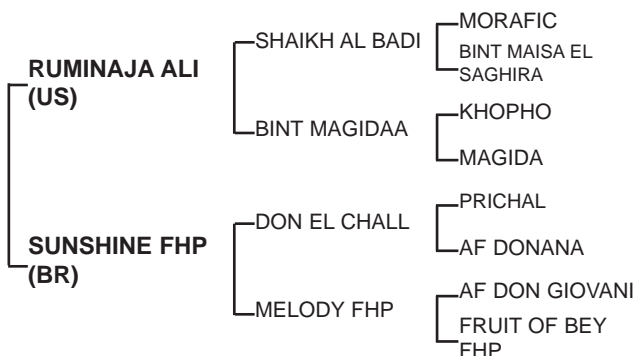 MORAFIC
SHAIKH AL BADI
BINT MAISA EL
SAGHIRA
RUMINAJA ALI
(US)
KHOPHO
BINT MAGIDAA
MAGIDA
PRICHAL
DON EL CHALL
AF DONANA
SUNSHINE FHP
(BR)
AF DON GIOVANI
MELODY FHP
FRUIT OF BEY
FHP